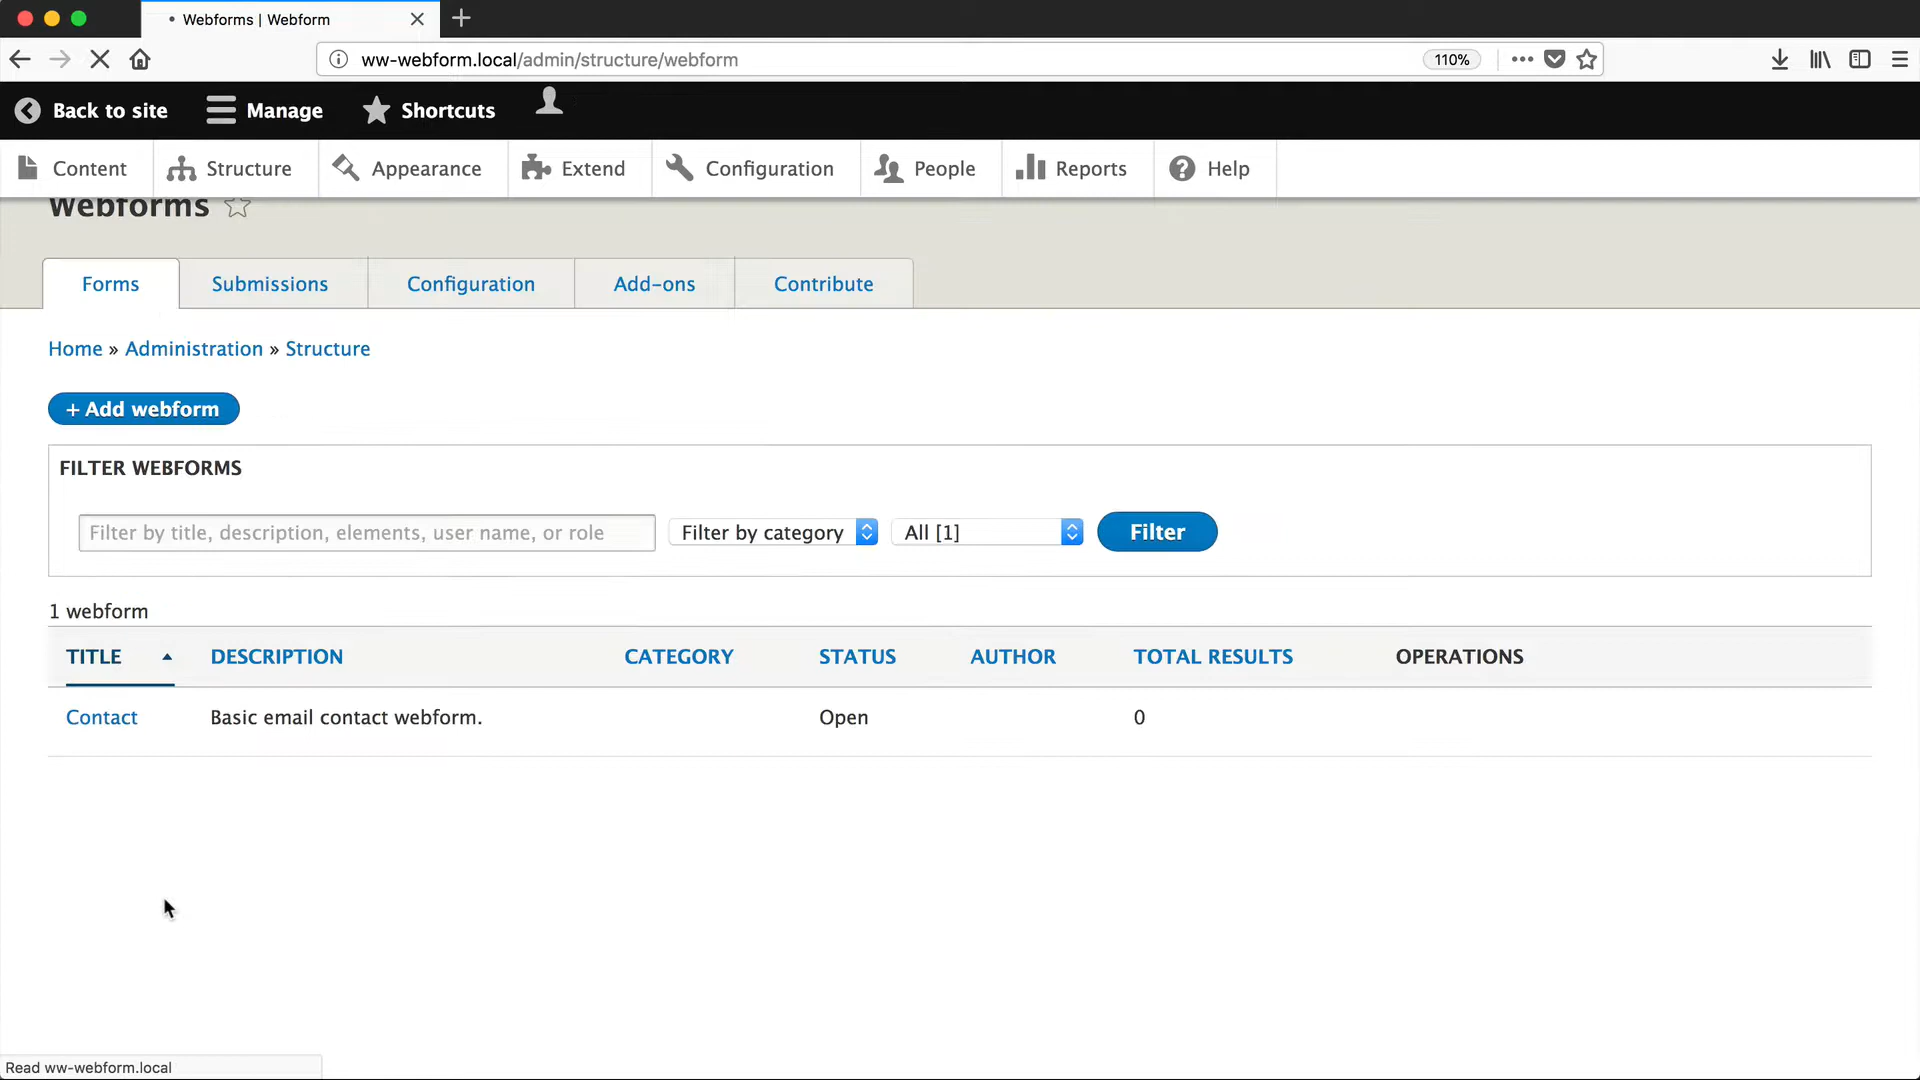 • Webforms | Webform
ww-webform.local/admin/structure/webform
110%
Back to site
Manage
Shortcuts
Content
Structure
Appearance
Extend
Configuration
People
Reports
Help
Webforms
Forms
Submissions
Configuration
Add-ons
Contribute
Home » Administration » Structure
+ Add webform
FILTER WEBFORMS
Filter by title, description, elements, user name, or role
Filter by category
All [1]
Filter
1 webform
TITLE DESCRIPTION CATEGORY STATUS AUTHOR TOTAL RESULTS OPERATIONS
Contact Basic email contact webform. Open 0
Read ww-webform.local